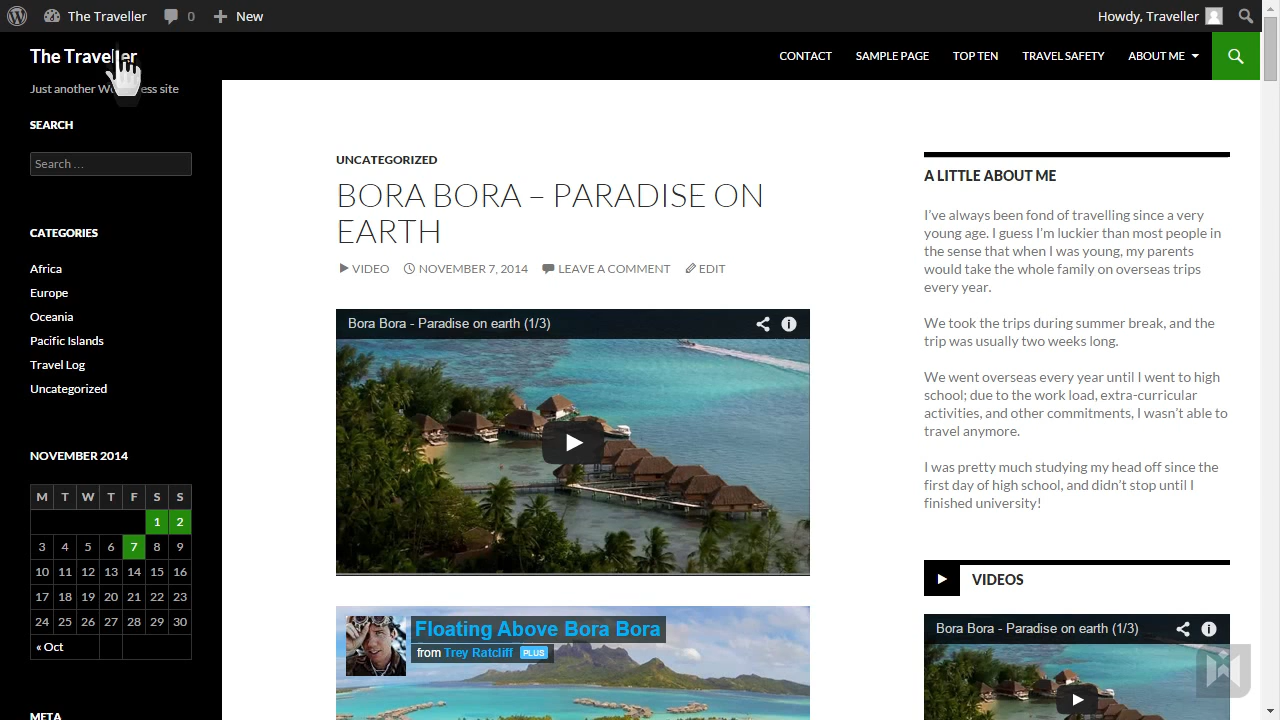 The Traveller
0
New
Howdy, Traveller
The Traveller
CONTACT
SAMPLE PAGE
TOP TEN
TRAVEL SAFETY
ABOUT ME
Just another ess site
SEARCH
Search ...
CATEGORIES
Africa
Europe
Oceania
Pacific Islands
Travel Log
Uncategorized
NOVEMBER 2014
M T W T F S S
1 2
3 4 5 6 7 8 9
10 11 12 13 14 15 16
17 18 19 20 21 22 23
24 25 26 27 28 29 30
« Oct
META
UNCATEGORIZED
BORA BORA – PARADISE ON
EARTH
VIDEO
NOVEMBER 7, 2014
LEAVE A COMMENT
EDIT
Bora Bora - Paradise on earth (1/3)
Floating Above Bora Bora
from Trey Ratcliff PLUS
A LITTLE ABOUT ME
I've always been fond of travelling since a very
young age. I guess I'm luckier than most people in
the sense that when I was young, my parents
would take the whole family on overseas trips
every year.
We took the trips during summer break, and the
trip was usually two weeks long.
We went overseas every year until I went to high
school; due to the work load, extra-curricular
activities, and other commitments, I wasn't able to
travel anymore.
I was pretty much studying my head off since the
first day of high school, and didn't stop until I
finished university!
VIDEOS
Bora Bora - Paradise on earth (1/3)